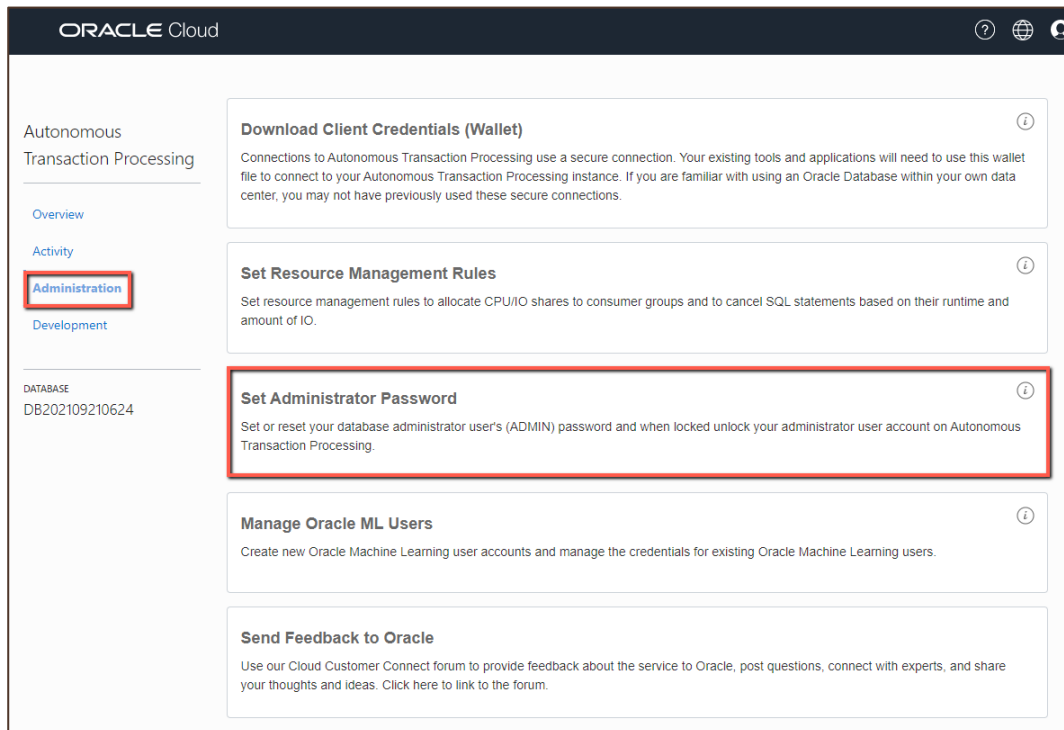 ORACLE Cloud
Autonomous
Transaction Processing
Overview
Activity
Administration
Development
DATABASE
DB202109210624
Download Client Credentials (Wallet)
Connections to Autonomous Transaction Processing use a secure connection. Your existing tools and applications will need to use this wallet
file to connect to your Autonomous Transaction Processing instance. If you are familiar with using an Oracle Database within your own data
center, you may not have previously used these secure connections.
Set Resource Management Rules
Set resource management rules to allocate CPU/IO shares to consumer groups and to cancel SQL statements based on their runtime and
amount of IO.
Set Administrator Password
Set or reset your database administrator user's (ADMIN) password and when locked unlock your administrator user account on Autonomous
Transaction Processing.
Manage Oracle ML Users
Create new Oracle Machine Learning user accounts and manage the credentials for existing Oracle Machine Learning users.
Send Feedback to Oracle
Use our Cloud Customer Connect forum to provide feedback about the service to Oracle, post questions, connect with experts, and share
your thoughts and ideas. Click here to link to the forum.